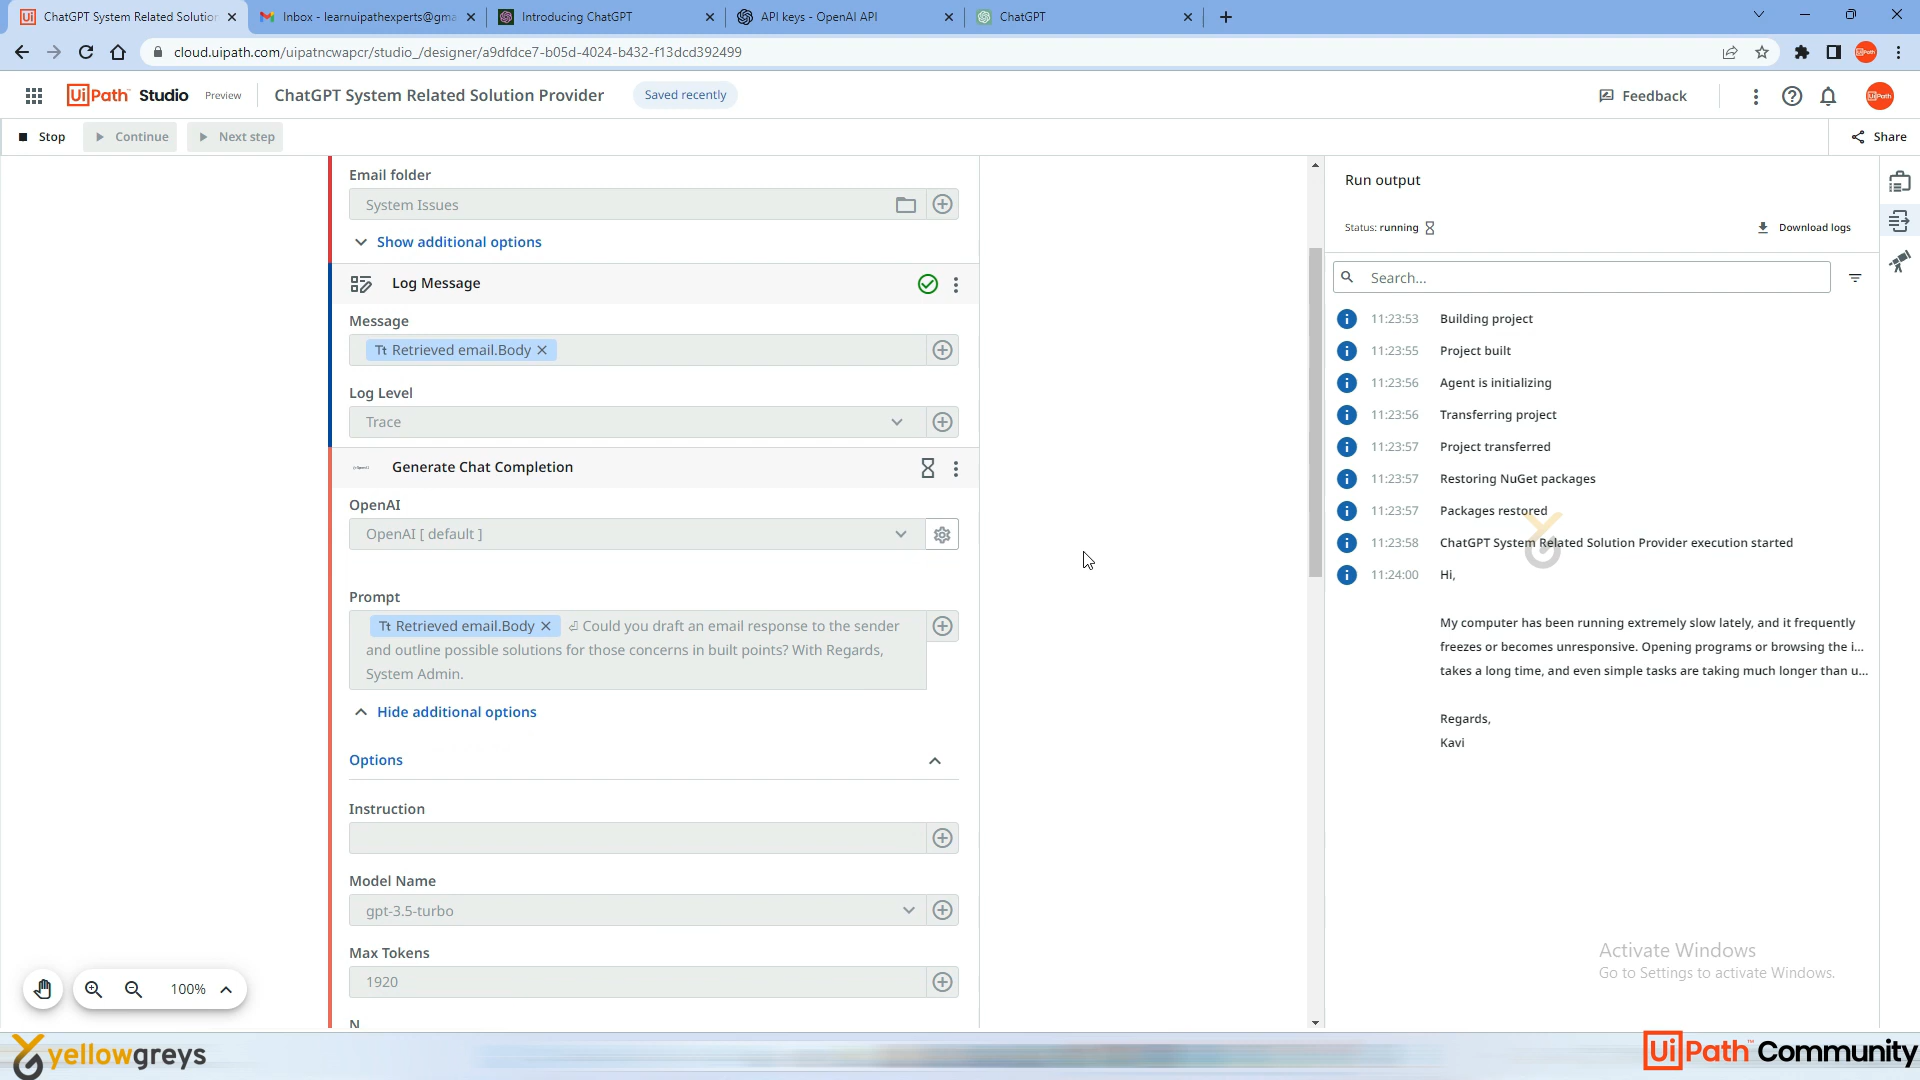 ChatGPT System Related Solution
Inbox - learnuipathexperts@gma
Introducing ChatGPT
API keys - OpenAI API
ChatGPT
cloud.uipath.com/uipatncwapcr/studio_/designer/a9dfdce7-b05d-4024-b432-f13dcd392499
UiPath Studio Preview
ChatGPT System Related Solution Provider
Saved recently
Feedback
Stop
Continue
Next step
Share
Email folder
System Issues
Show additional options
Log Message
Message
Tt Retrieved email.Body
Log Level
Trace
Generate Chat Completion
OpenAI
OpenAI [ default ]
Prompt
Tt Retrieved email.Body Could you draft an email response to the sender
and outline possible solutions for those concerns in built points? With Regards,
System Admin.
Hide additional options
Options
Instruction
Model Name
gpt-3.5-turbo
Max Tokens
1920
N
100%
Run output
Status: running
Download logs
Search...
11:23:53 Building project
11:23:55 Project built
11:23:56 Agent is initializing
11:23:56 Transferring project
11:23:57 Project transferred
11:23:57 Restoring NuGet packages
11:23:57 Packages restored
11:23:58 ChatGPT System Related Solution Provider execution started
11:24:00 Hi,
My computer has been running extremely slow lately, and it frequently
freezes or becomes unresponsive. Opening programs or browsing the i...
takes a long time, and even simple tasks are taking much longer than u...
Regards,
Kavi
Activate Windows
Go to Settings to activate Windows.
yellowgreys
UiPath Community